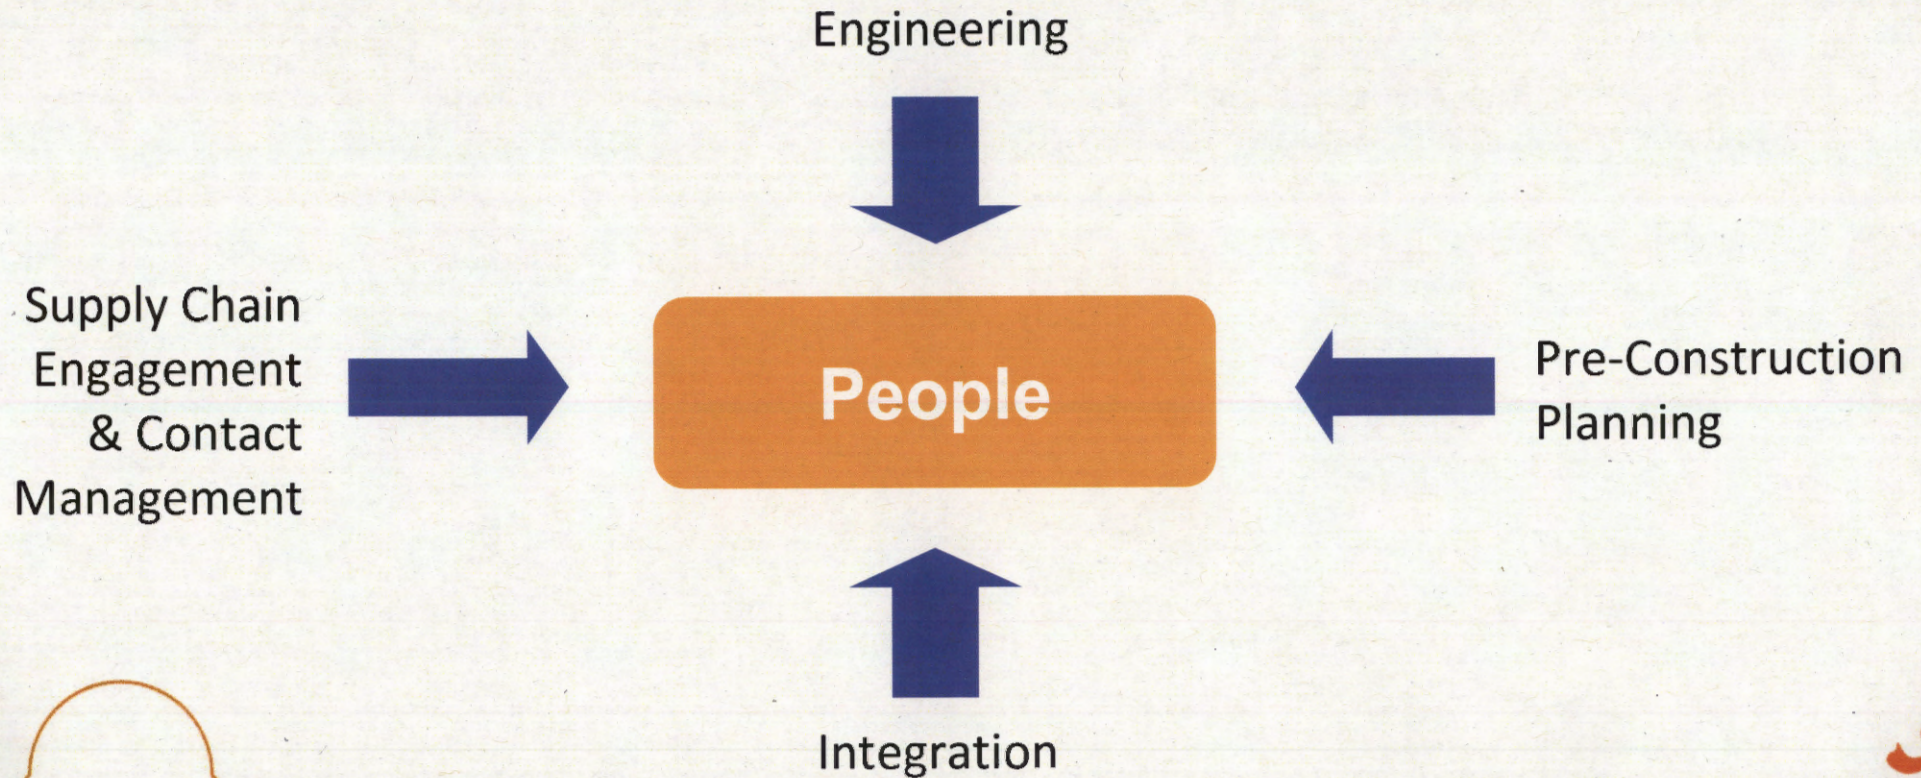 Engineering
Supply Chain
Engagement
& Contact
Management
People
Pre-Construction
Planning
Integration